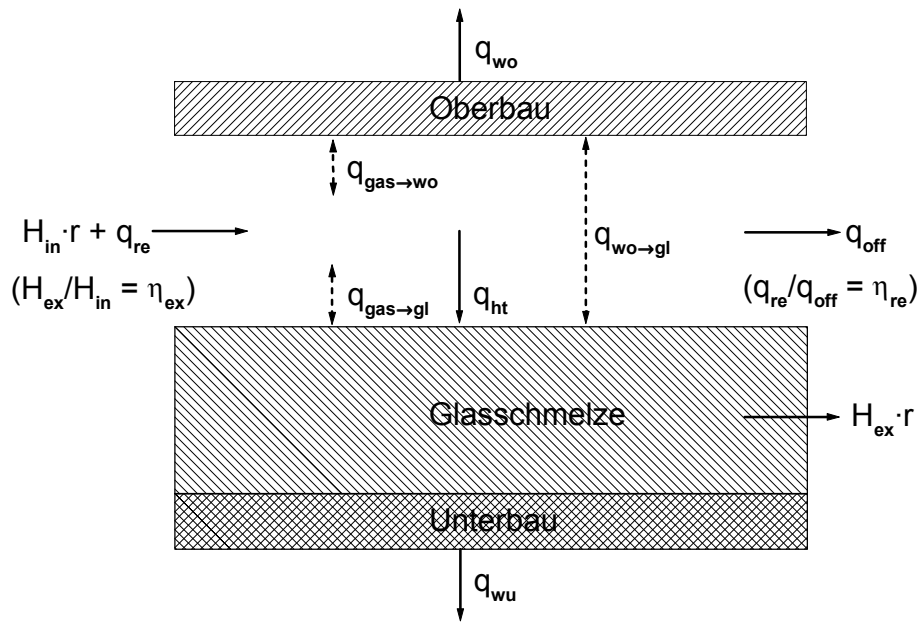 q_wo
Oberbau
q_gas→wo
H_in·r + q_re
q_wo→gl
q_off
(H_ex/H_in = η_ex)
q_gas→gl
q_ht
(q_re/q_off = η_re)
Glasschmelze
H_ex·r
Unterbau
q_wu